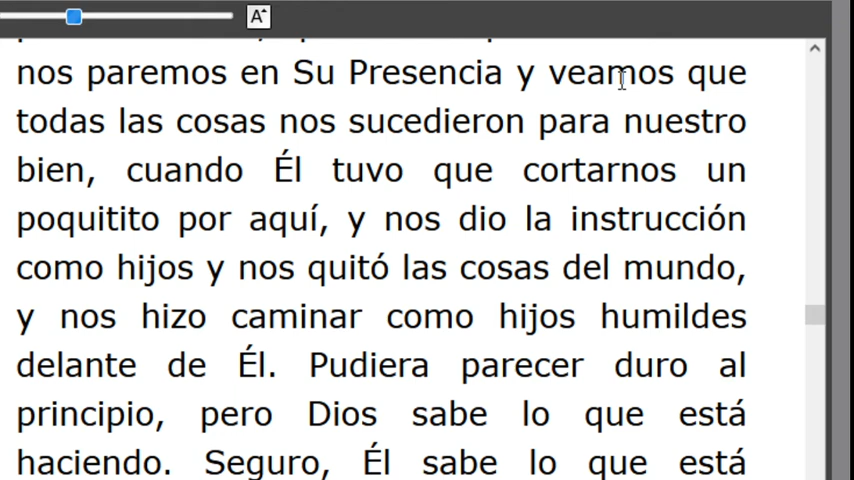 A
nos paremos en Su Presencia y veamos que
todas las cosas nos sucedieron para nuestro
bien, cuando Él tuvo que cortarnos un
poquitito por aquí, y nos dio la instrucción
como hijos y nos quitó las cosas del mundo,
y nos hizo caminar como hijos humildes
delante de Él. Pudiera parecer duro al
principio, pero Dios sabe lo que está
haciendo. Seguro, Él sabe lo que está